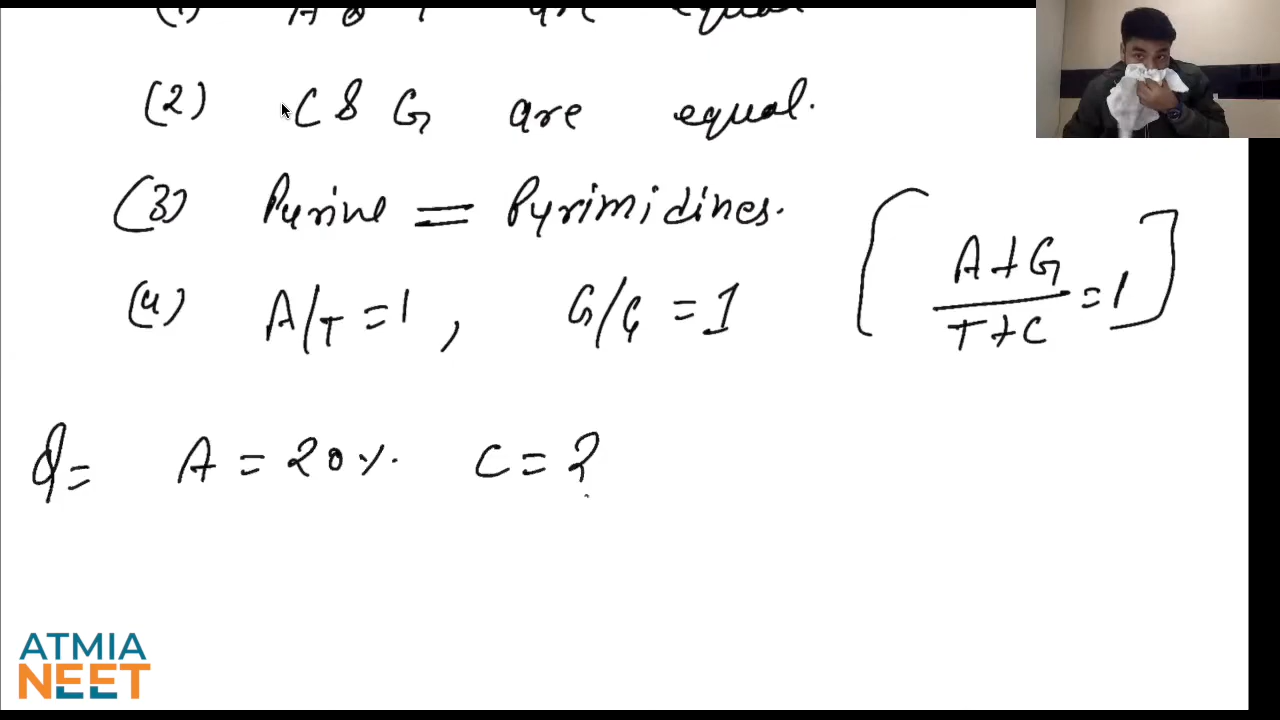 (2) C & G are equal.
(3) Purine = Pyrimidines.
A+G
/T+C = 1
(4) A/T = 1, G/C = 1
Q= A = 20%. C = ?
ATMIA
NEET